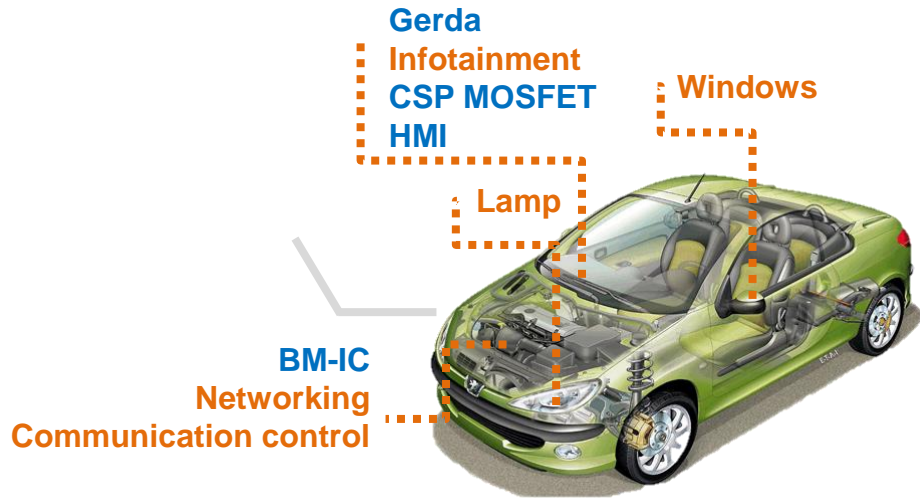 Gerda
Infotainment
CSP MOSFET
HMI
Windows
Lamp
BM-IC
Networking
Communication control